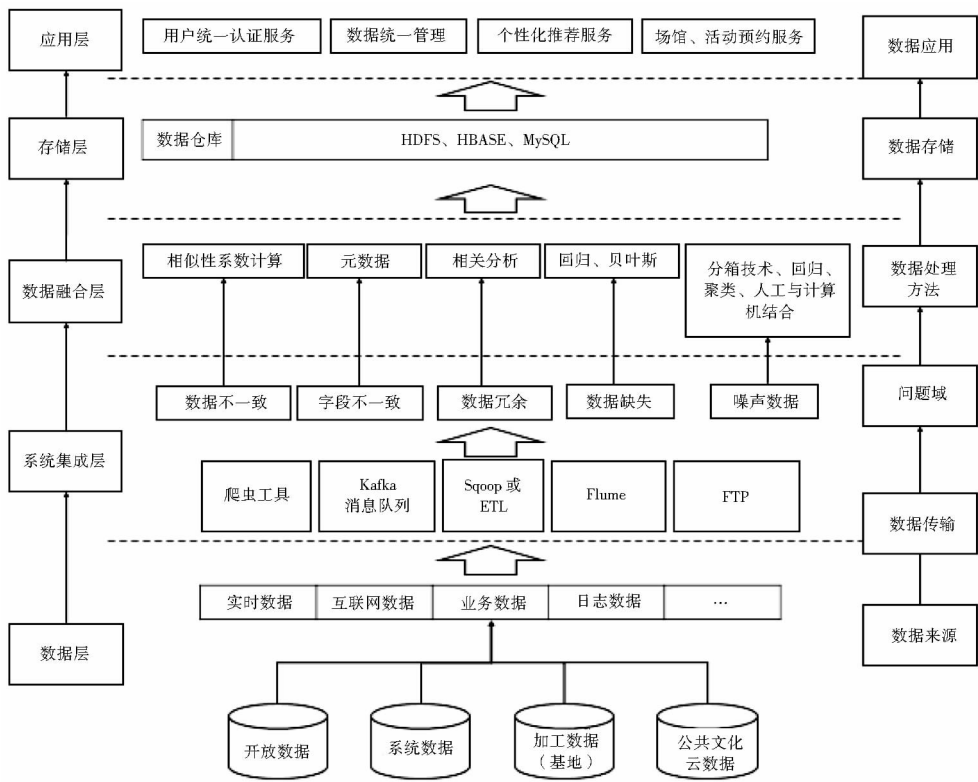 应用层
用户统一认证服务
数据统一管理
个性化推荐服务
场馆、活动预约服务
数据应用
存储层
数据仓库
HDFS、HBASE、MySQL
数据存储
数据融合层
相似性系数计算
元数据
相关分析
回归、贝叶斯
分箱技术、回归、
聚类、人工与计算
机结合
数据处理
方法
数据不一致
字段不一致
数据冗余
数据缺失
噪声数据
问题域
系统集成层
爬虫工具
Kafka
消息队列
Sqoop 或
ETL
Flume
FTP
数据传输
实时数据
互联网数据
业务数据
日志数据
…
数据层
数据来源
开放数据
系统数据
加工数据
（基地）
公共文化
云数据